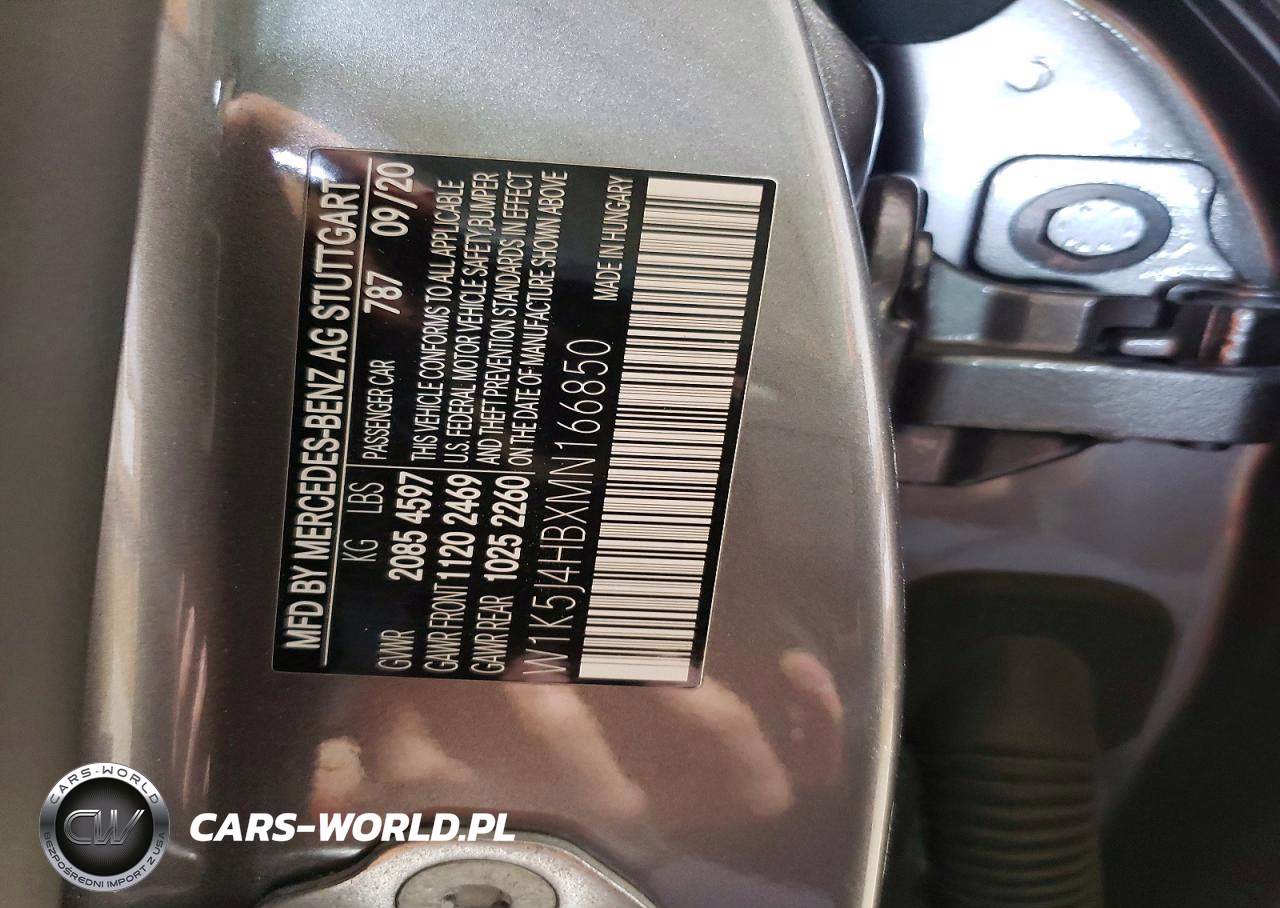 MFD BY MERCEDES-BENZ AG STUTTGART
KG LBS
PASSENGER CAR 787 09/20
GVWR 2085 4597
GAWR FRONT 1120 2469
GAWR REAR 1025 2260
THIS VEHICLE CONFORMS TO ALL APPLICABLE
U.S. FEDERAL MOTOR VEHICLE SAFETY, BUMPER
AND THEFT PREVENTION STANDARDS IN EFFECT
ON THE DATE OF MANUFACTURE SHOWN ABOVE
W1K5J4HBXMN166850
MADE IN HUNGARY
CARS-WORLD
CW
BEZPOŚREDNI IMPORT Z USA
CARS-WORLD.PL